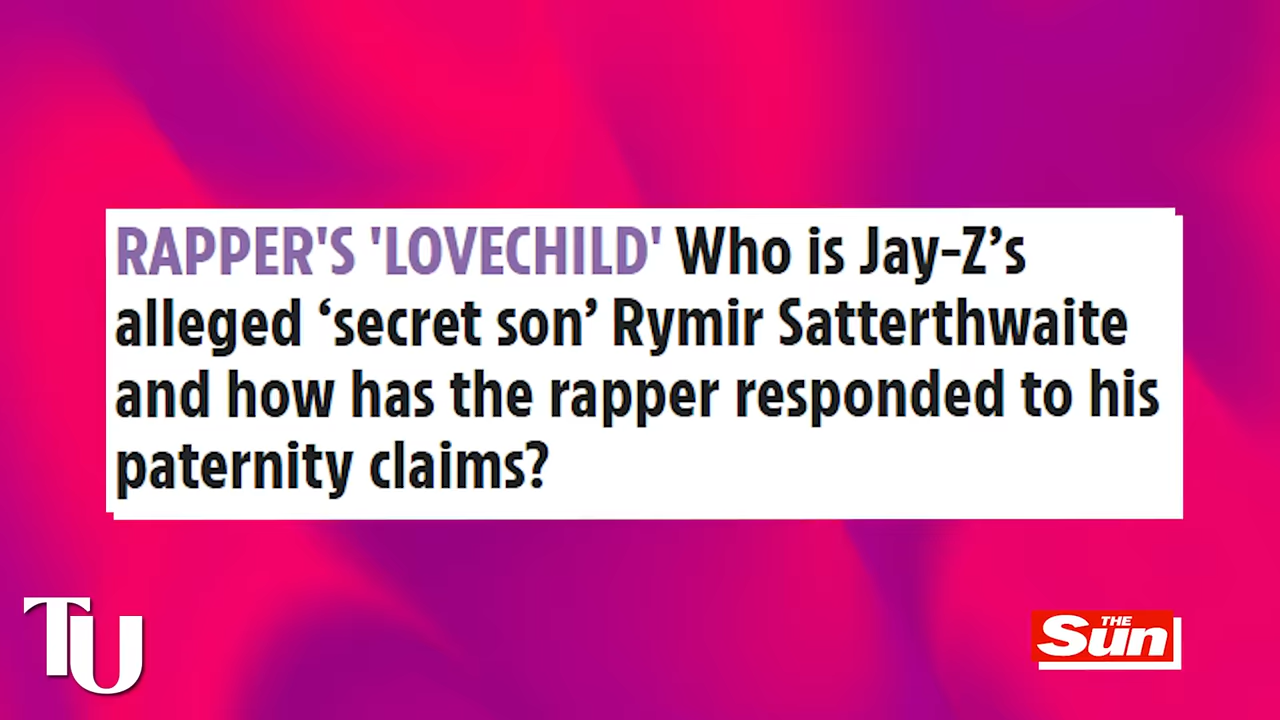 RAPPER'S 'LOVECHILD' Who is Jay-Z’s
alleged ‘secret son’ Rymir Satterthwaite
and how has the rapper responded to his
paternity claims?
TU
THE
Sun